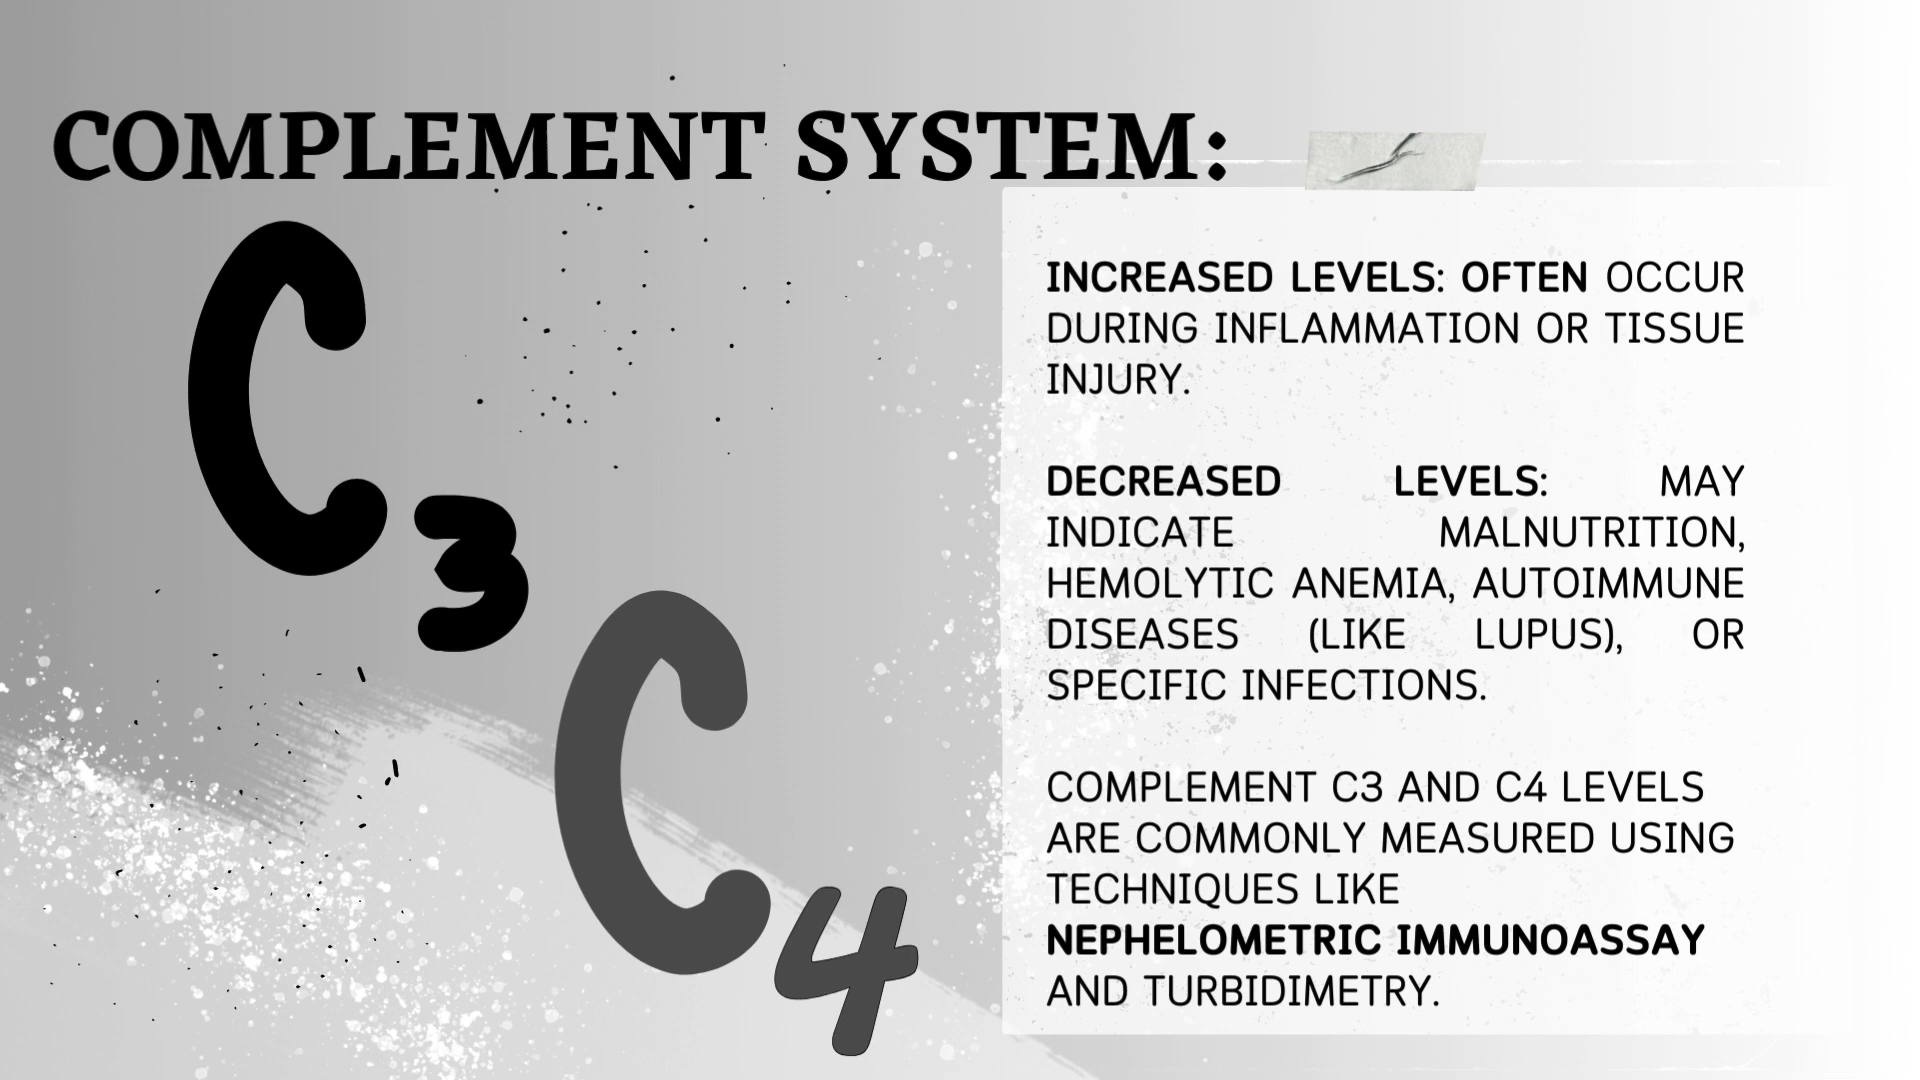 COMPLEMENT SYSTEM:
C3
C4
INCREASED LEVELS: OFTEN OCCUR
DURING INFLAMMATION OR TISSUE
INJURY.
DECREASED LEVELS: MAY
INDICATE MALNUTRITION,
HEMOLYTIC ANEMIA, AUTOIMMUNE
DISEASES (LIKE LUPUS), OR
SPECIFIC INFECTIONS.
COMPLEMENT C3 AND C4 LEVELS
ARE COMMONLY MEASURED USING
TECHNIQUES LIKE
NEPHELOMETRIC IMMUNOASSAY
AND TURBIDIMETRY.